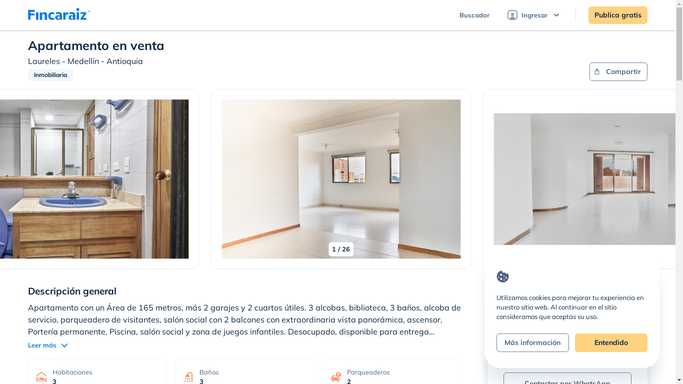 Fincaraiz
Buscador
Ingresar
Publica gratis
Apartamento en venta
Laureles - Medellín - Antioquia
Inmobiliaria
Compartir
1 / 26
Descripción general
Apartamento con un Área de 165 metros, más 2 garajes y 2 cuartos útiles. 3 alcobas, biblioteca, 3 baños, alcoba de
servicio, parqueadero de visitantes, salón social con 2 balcones con extraordinaria vista panorámica, ascensor,
Portería permanente, Piscina, salón social y zona de juegos infantiles. Desocupado, disponible para entrega...
Leer más
Habitaciones
3
Baños
3
Parqueaderos
2
Utilizamos cookies para mejorar tu experiencia en
nuestro sitio web. Al continuar en el sitio
consideramos que aceptas su uso.
Más información
Entendido
Contactar por WhatsApp